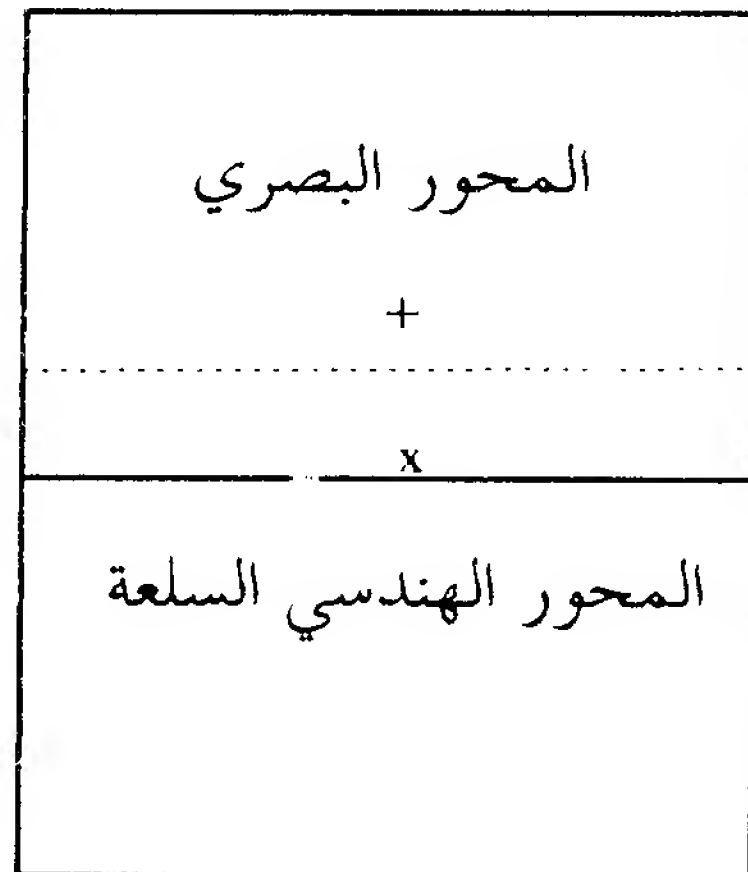 المحور البصري
+
x
المحور الهندسي السلعة